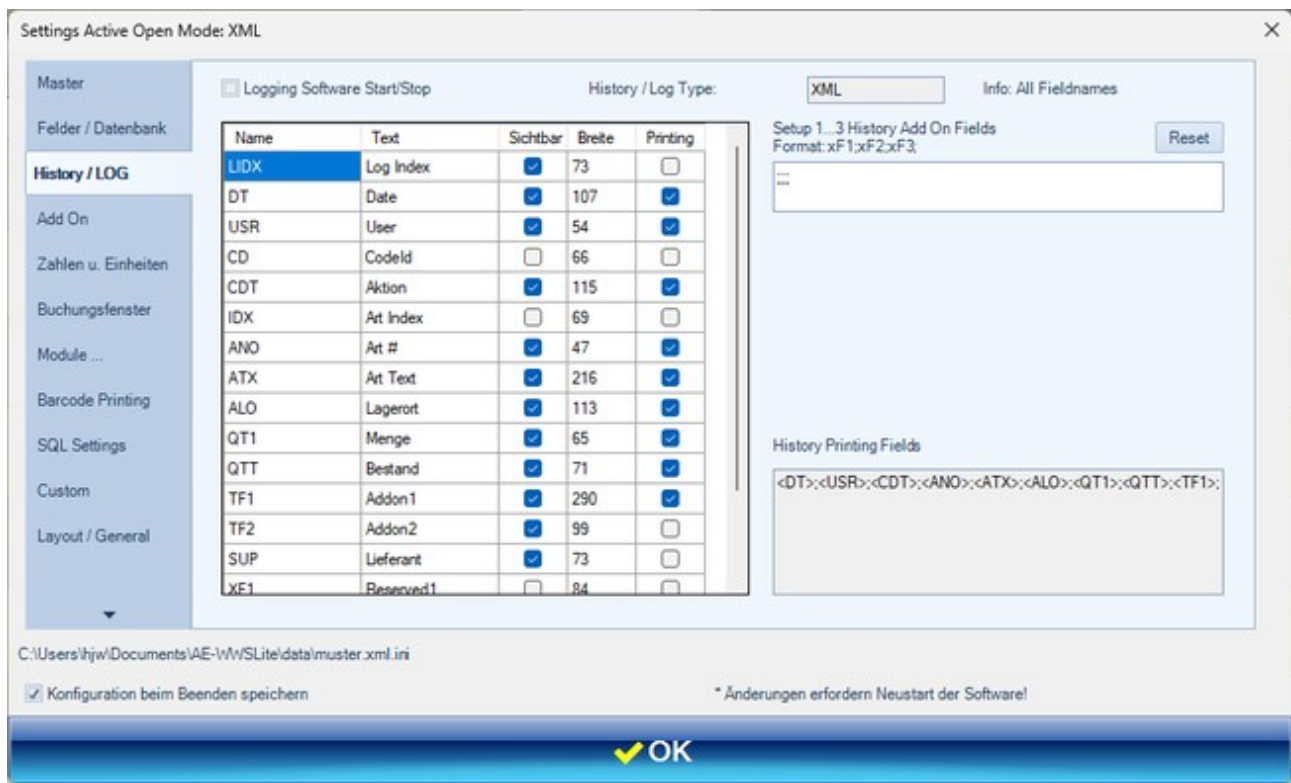 Settings Active Open Mode: XML
Master
Felder / Datenbank
History / LOG
Add On
Zahlen u. Einheiten
Buchungsfenster
Module ...
Barcode Printing
SQL Settings
Custom
Layout / General
Logging Software Start/Stop
History / Log Type:
XML
Info: All Fieldnames
Name Text Sichtbar Breite Printing
LIDX Log Index 73
DT Date 107
USR User 54
CD CodeId 66
CDT Aktion 115
IDX Art Index 69
ANO Art # 47
ATX Art Text 216
ALO Lagerort 113
QT1 Menge 65
QTT Bestand 71
TF1 Addon1 290
TF2 Addon2 99
SUP Lieferant 73
XF1 Reserved1 84
Setup 1...3 History Add On Fields
Format: xF1;xF2;xF3;
Reset
History Printing Fields
<DT>;<USR>;<CDT>;<ANO>;<ATX>;<ALO>;<QT1>;<QTT>;<TF1>;
C:\Users\hjw\Documents\AE-WWSLite\data\muster.xml.ini
Konfiguration beim Beenden speichern
* Änderungen erfordern Neustart der Software!
OK